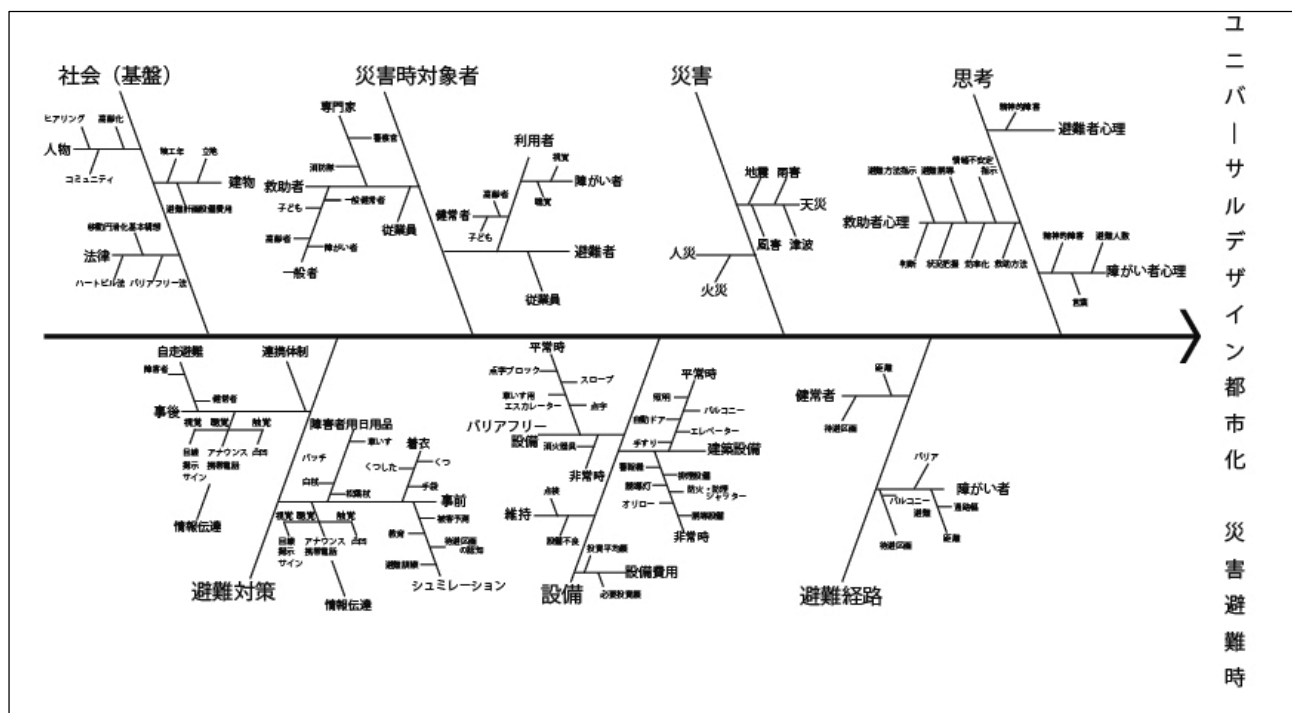 社会（基盤）
ヒアリング
高齢化
人物
コミュニティ
竣工年
立地
建物
避難計画
設備費用
移動円滑化基本構想
法律
ハートビル法
バリアフリー法
災害時対象者
専門家
警察官
消防隊
救助者
子ども
一般健常者
高齢者
障がい者
一般者
従業員
利用者
視覚
障がい者
聴覚
高齢者
健常者
子ども
避難者
従業員
災害
地震
雨害
天災
風害
津波
人災
火災
思考
精神的障害
避難者心理
避難方法指示
避難誘導
情緒不安定
指示
救助者心理
判断
状況把握
効率化
救助方法
精神的障害
避難人数
障がい者心理
言葉
ユニバーサルデザイン都市化　災害避難時
自走避難
障害者
健常者
連携体制
事後
視覚
聴覚
触覚
目線
掲示
サイン
アナウンス
携帯電話
点凹
情報伝達
障害者用日用品
車いす
バッチ
白杖
松葉杖
着衣
くつ
くつした
手袋
事前
視覚
聴覚
触覚
目線
掲示
サイン
アナウンス
携帯電話
点凹
情報伝達
被害予測
教育
待避区画
の認知
避難訓練
シュミレーション
避難対策
平常時
点字ブロック
スロープ
車いす用
エスカレーター
点字
バリアフリー
設備
消火器具
非常時
平常時
照明
バルコニー
自動ドア
エレベーター
手すり
建築設備
警報機
排煙設備
誘導灯
防火・防煙
シャッター
オリロー
誘導設備
非常時
点検
維持
設備不良
投資平均額
設備費用
必要投資額
設備
距離
健常者
待避区画
バリア
障がい者
バルコニー
避難
通路幅
待避区画
距離
避難経路